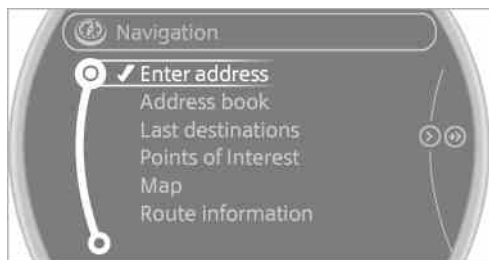 Navigation
Enter address
Address book
Last destinations
Points of Interest
Map
Route information